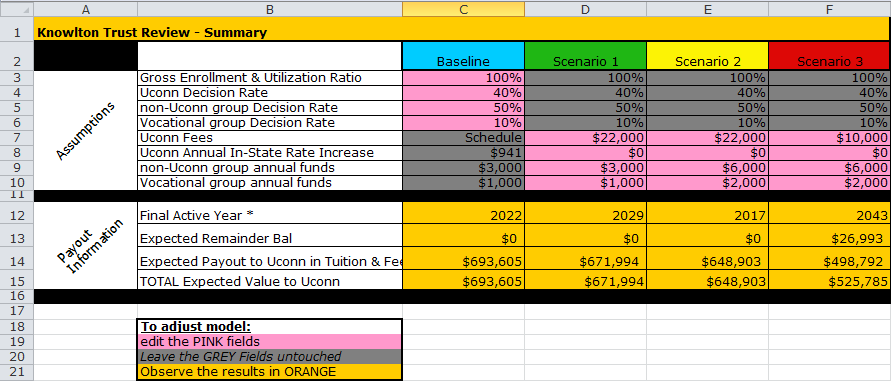 A B C D E F
1 Knowlton Trust Review - Summary
2 Baseline Scenario 1 Scenario 2 Scenario 3
Assumptions
3 Gross Enrollment & Utilization Ratio 100% 100% 100% 100%
4 Uconn Decision Rate 40% 40% 40% 40%
5 non-Uconn group Decision Rate 50% 50% 50% 50%
6 Vocational group Decision Rate 10% 10% 10% 10%
7 Uconn Fees Schedule $22,000 $22,000 $10,000
8 Uconn Annual In-State Rate Increase $941 $0 $0 $0
9 non-Uconn group annual funds $3,000 $3,000 $6,000 $6,000
10 Vocational group annual funds $1,000 $1,000 $2,000 $2,000
11
Payout Information
12 Final Active Year * 2022 2029 2017 2043
13 Expected Remainder Bal $0 $0 $0 $26,993
14 Expected Payout to Uconn in Tuition & Fee $693,605 $671,994 $648,903 $498,792
15 TOTAL Expected Value to Uconn $693,605 $671,994 $648,903 $525,785
16
17
18 To adjust model:
19 edit the PINK fields
20 Leave the GREY Fields untouched
21 Observe the results in ORANGE